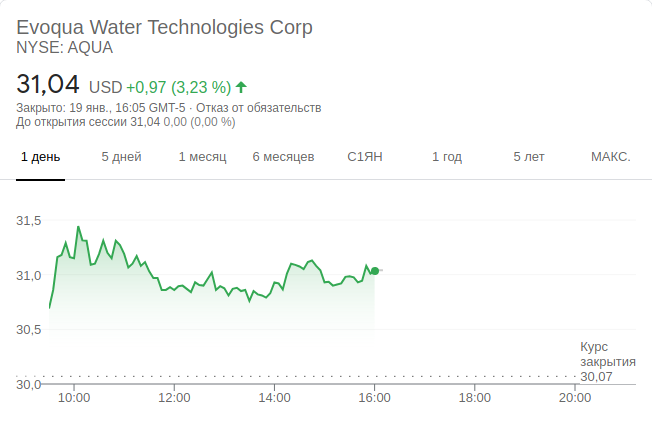 Evoqua Water Technologies Corp
NYSE: AQUA
31,04 USD +0,97 (3,23 %)
Закрыто: 19 янв., 16:05 GMT-5 · Отказ от обязательств
До открытия сессии 31,04 0,00 (0,00 %)
1 день 5 дней 1 месяц 6 месяцев С1ЯН 1 год 5 лет МАКС.
31,5
31,0
30,5
Курс
закрытия
30,07
30,0
10:00 12:00 14:00 16:00 18:00 20:00